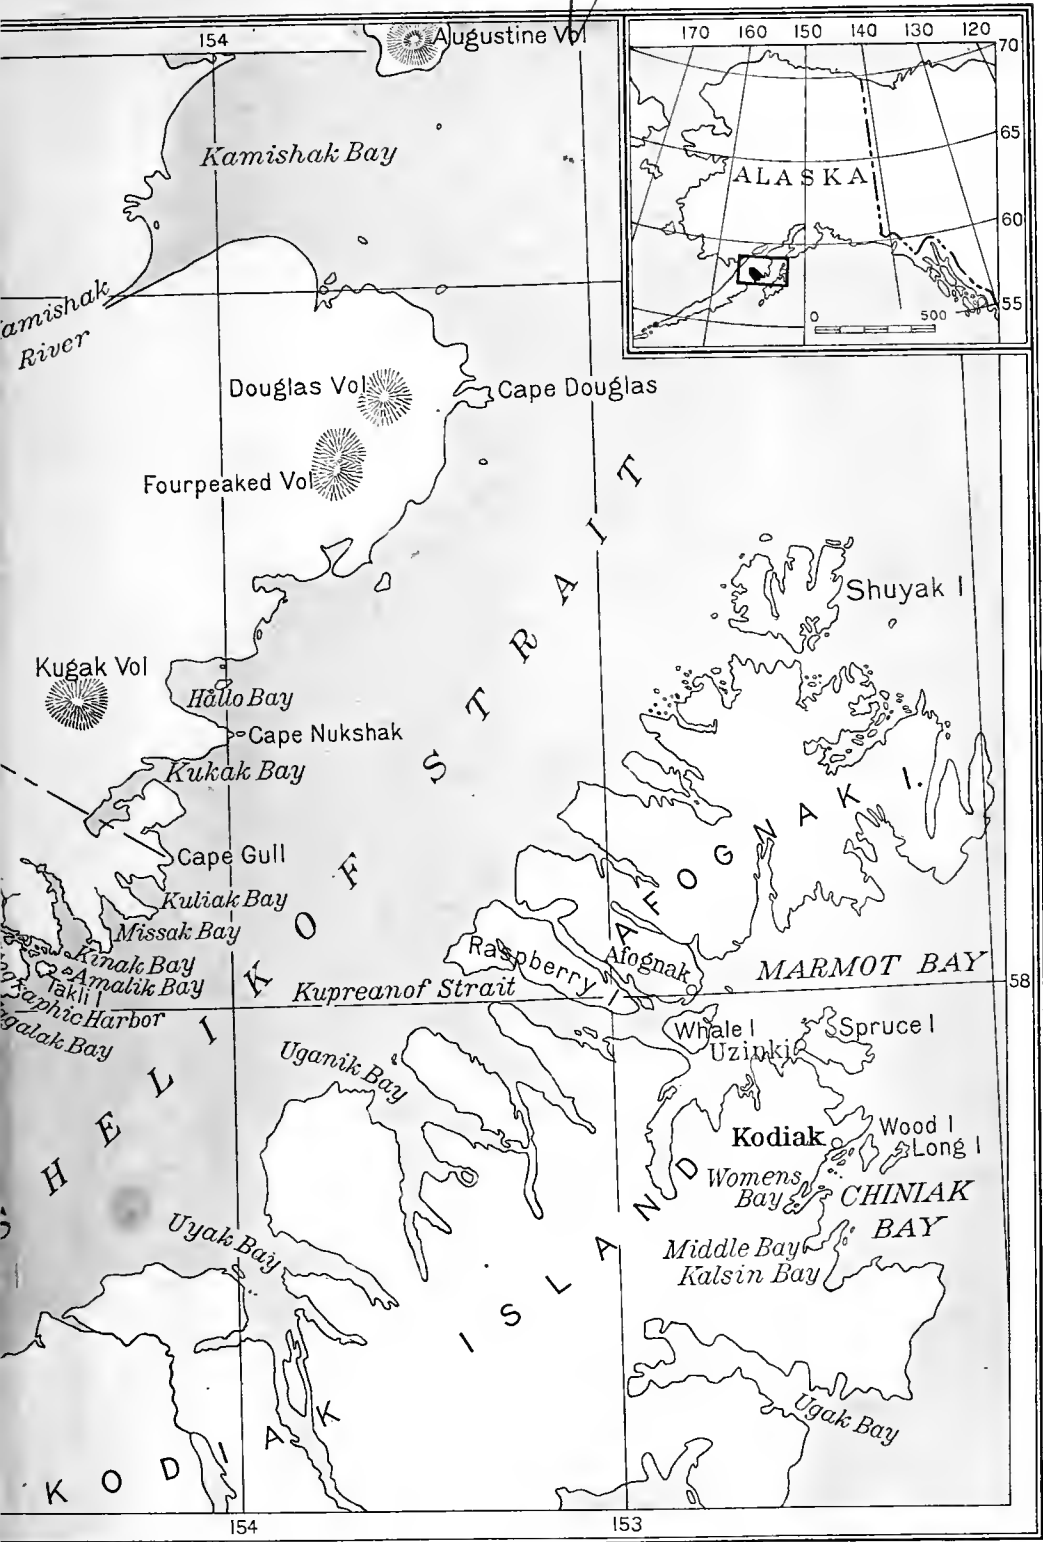 154
Augustine Vol
170 160 150 140 130 120
70
65
60
55
ALASKA
0 500
Kamishak Bay
River
Douglas Vol
Cape Douglas
Fourpeaked Vol
Shuyak I
Kugak Vol
Hallo Bay
Cape Nukshak
Kukak Bay
Cape Gull
Kuliak Bay
Missak Bay
Kinak Bay
Amalik Bay
Takli I
Harbor
Bay
SHELIKOF STRAIT
AFOGNAK I.
Raspberry I
Afognak
MARMOT BAY
58
Kupreanof Strait
Whale I
Spruce I
Uzinki
Uganik Bay
Kodiak
Wood I
Long I
Womens
Bay
CHINIAK
BAY
Middle Bay
Kalsin Bay
Uyak Bay
KODIAK ISLAND
Ugak Bay
154
153